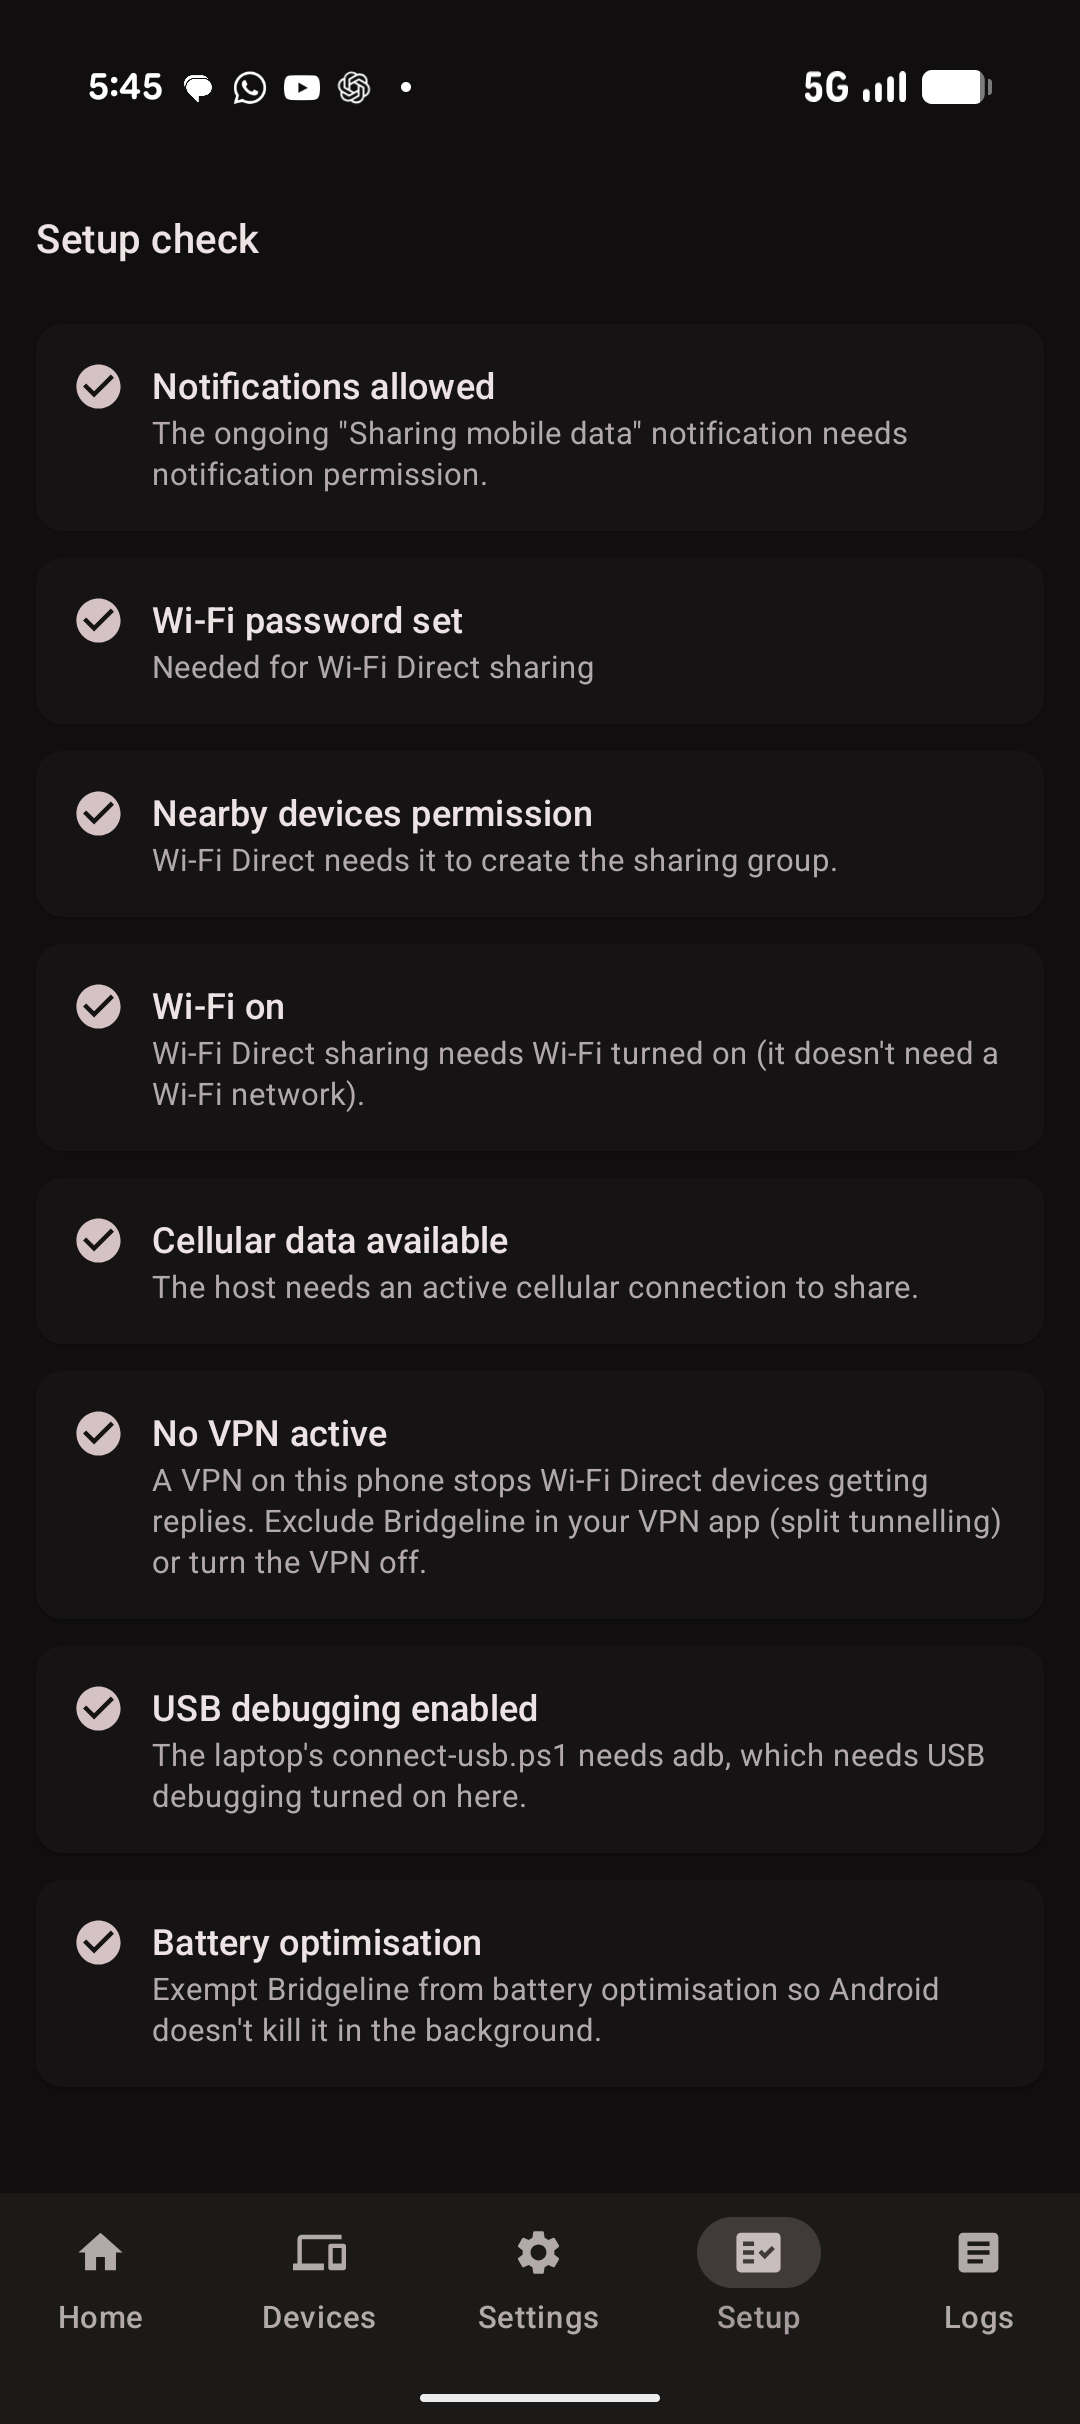 5:45
5G
Setup check
Notifications allowed
The ongoing "Sharing mobile data" notification needs
notification permission.
Wi-Fi password set
Needed for Wi-Fi Direct sharing
Nearby devices permission
Wi-Fi Direct needs it to create the sharing group.
Wi-Fi on
Wi-Fi Direct sharing needs Wi-Fi turned on (it doesn't need a
Wi-Fi network).
Cellular data available
The host needs an active cellular connection to share.
No VPN active
A VPN on this phone stops Wi-Fi Direct devices getting
replies. Exclude Bridgeline in your VPN app (split tunnelling)
or turn the VPN off.
USB debugging enabled
The laptop's connect-usb.ps1 needs adb, which needs USB
debugging turned on here.
Battery optimisation
Exempt Bridgeline from battery optimisation so Android
doesn't kill it in the background.
Home
Devices
Settings
Setup
Logs